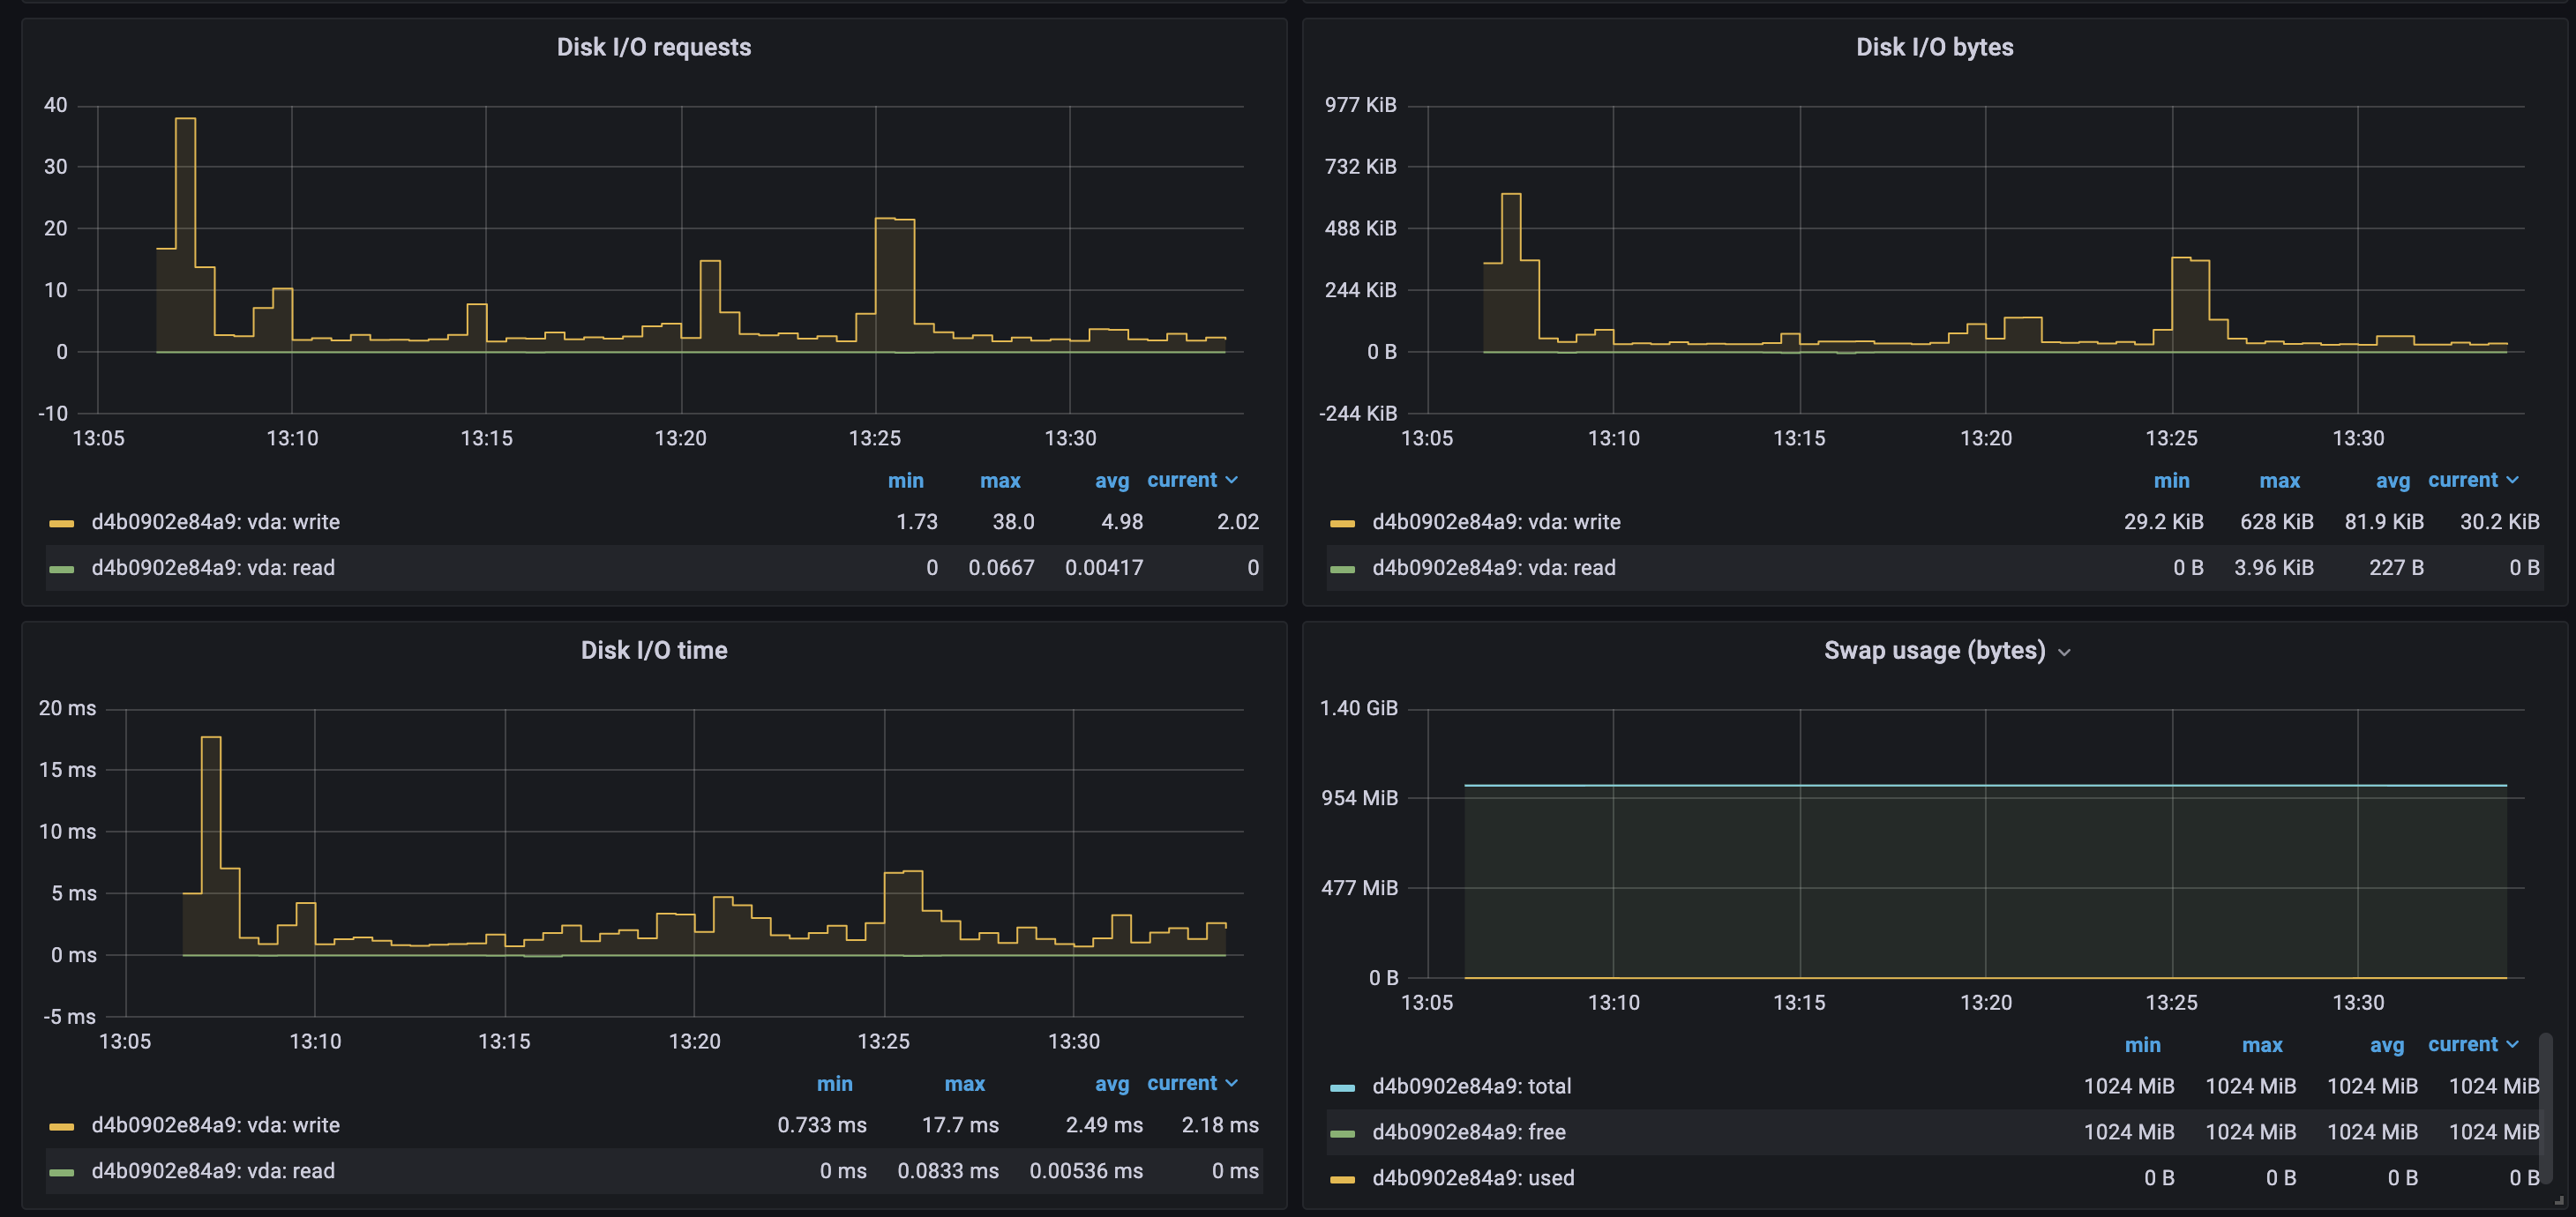 Disk I/O requests
40
30
20
10
0
-10
13:05 13:10 13:15 13:20 13:25 13:30
min max avg current
d4b0902e84a9: vda: write 1.73 38.0 4.98 2.02
d4b0902e84a9: vda: read 0 0.0667 0.00417 0
Disk I/O bytes
977 KiB
732 KiB
488 KiB
244 KiB
0 B
-244 KiB
13:05 13:10 13:15 13:20 13:25 13:30
min max avg current
d4b0902e84a9: vda: write 29.2 KiB 628 KiB 81.9 KiB 30.2 KiB
d4b0902e84a9: vda: read 0 B 3.96 KiB 227 B 0 B
Disk I/O time
20 ms
15 ms
10 ms
5 ms
0 ms
-5 ms
13:05 13:10 13:15 13:20 13:25 13:30
min max avg current
d4b0902e84a9: vda: write 0.733 ms 17.7 ms 2.49 ms 2.18 ms
d4b0902e84a9: vda: read 0 ms 0.0833 ms 0.00536 ms 0 ms
Swap usage (bytes)
1.40 GiB
954 MiB
477 MiB
0 B
13:05 13:10 13:15 13:20 13:25 13:30
min max avg current
d4b0902e84a9: total 1024 MiB 1024 MiB 1024 MiB 1024 MiB
d4b0902e84a9: free 1024 MiB 1024 MiB 1024 MiB 1024 MiB
d4b0902e84a9: used 0 B 0 B 0 B 0 B